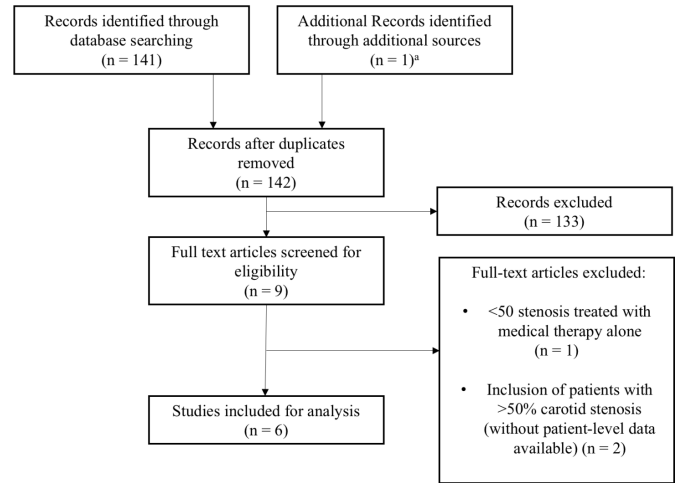 Records identified through
database searching
(n = 141)
Additional Records identified
through additional sources
(n = 1)ᵃ
Records after duplicates
removed
(n = 142)
Records excluded
(n = 133)
Full text articles screened for
eligibility
(n = 9)
Full-text articles excluded:
• <50 stenosis treated with
medical therapy alone
(n = 1)
• Inclusion of patients with
>50% carotid stenosis
(without patient-level data
available) (n = 2)
Studies included for analysis
(n = 6)